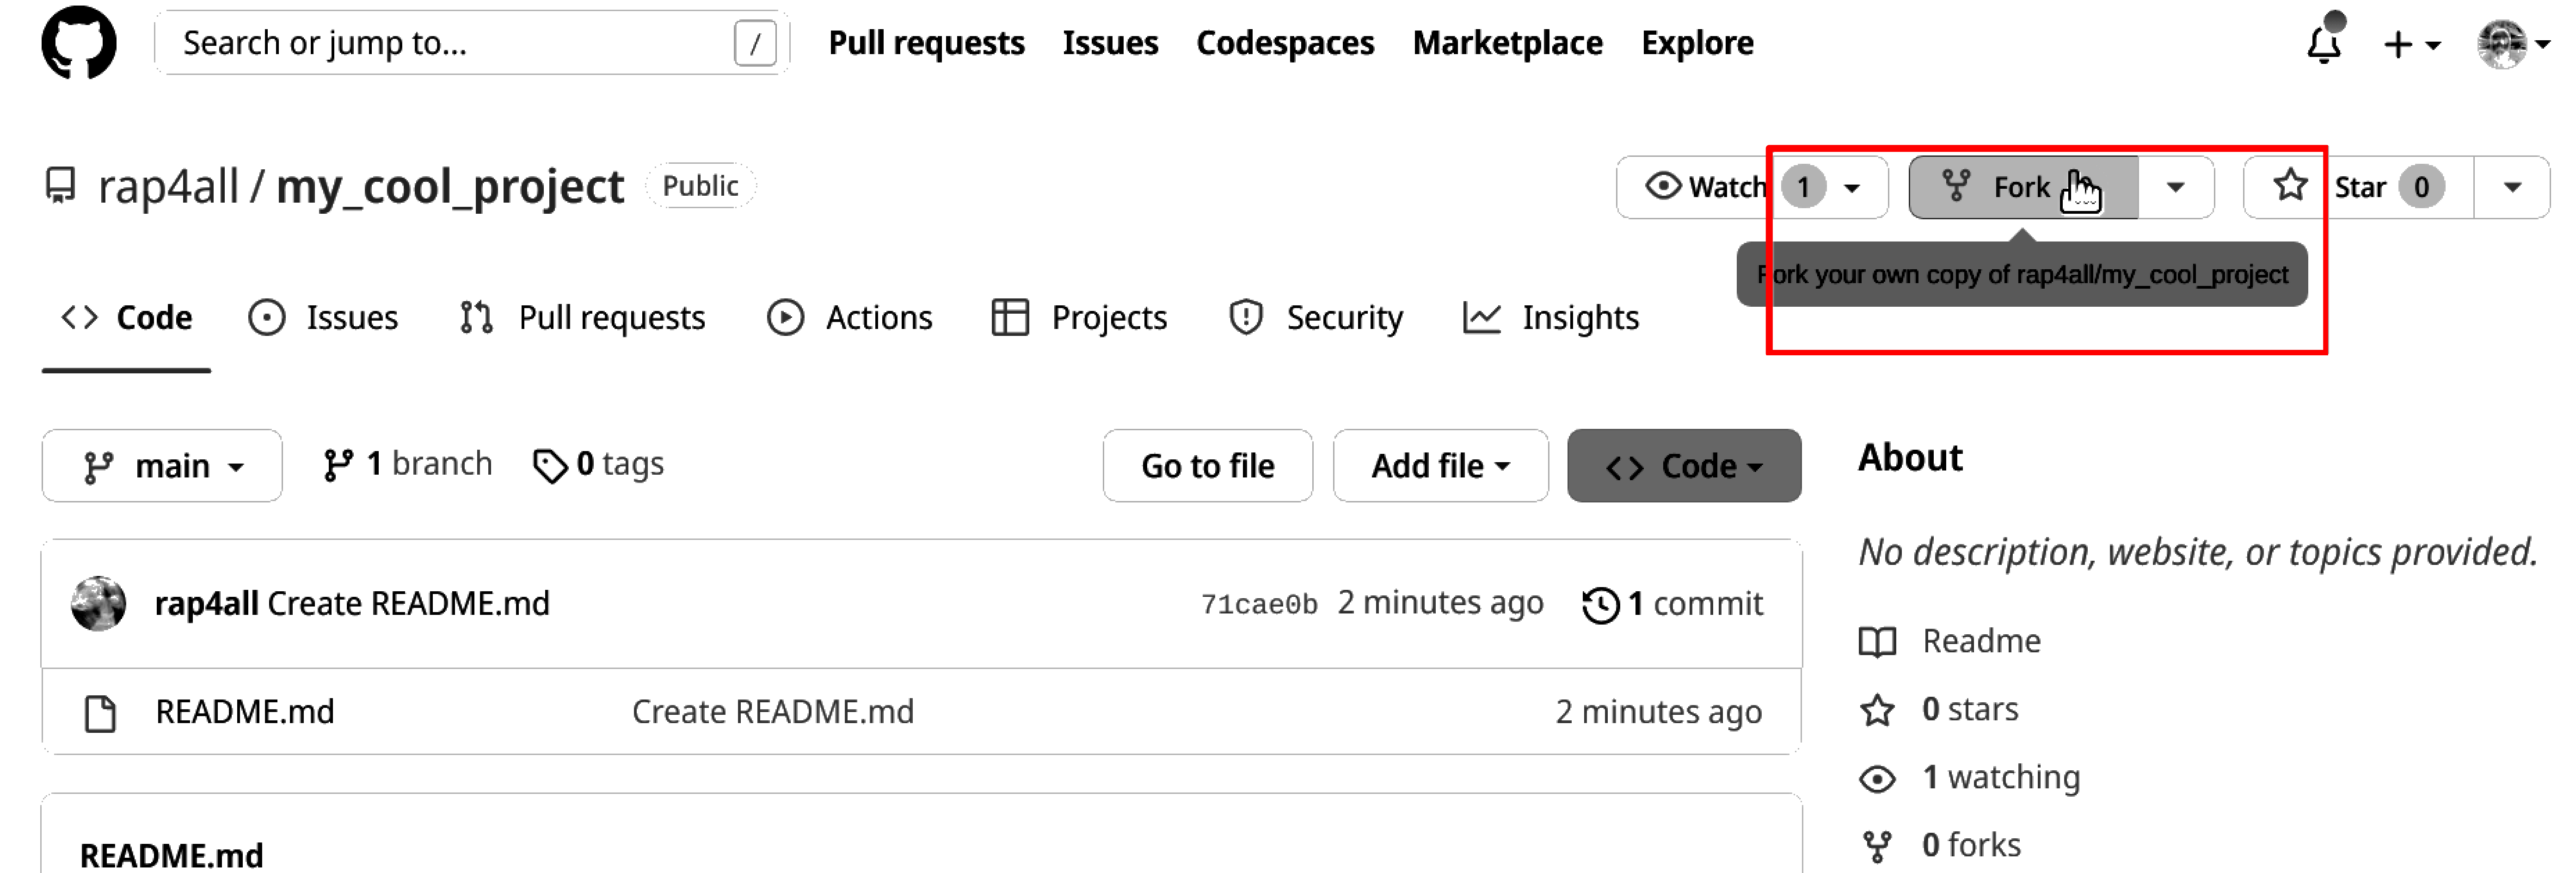 Search or jump to... / Pull requests Issues Codespaces Marketplace Explore
rap4all / my_cool_project Public Watch 1 Fork Star 0
Fork your own copy of rap4all/my_cool_project
Code Issues Pull requests Actions Projects Security Insights
main 1 branch 0 tags Go to file Add file Code
About
No description, website, or topics provided.
rap4all Create README.md 71cae0b 2 minutes ago 1 commit
Readme
README.md Create README.md 2 minutes ago
0 stars
1 watching
0 forks
README.md